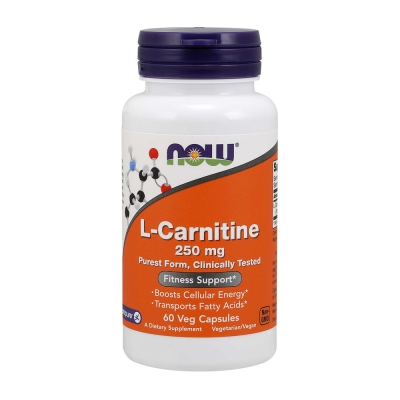 now
L-Carnitine
250 mg
Purest Form, Clinically Tested
Fitness Support*
• Boosts Cellular Energy*
• Transports Fatty Acids*
60 Veg Capsules
A Dietary Supplement Vegetarian/Vegan